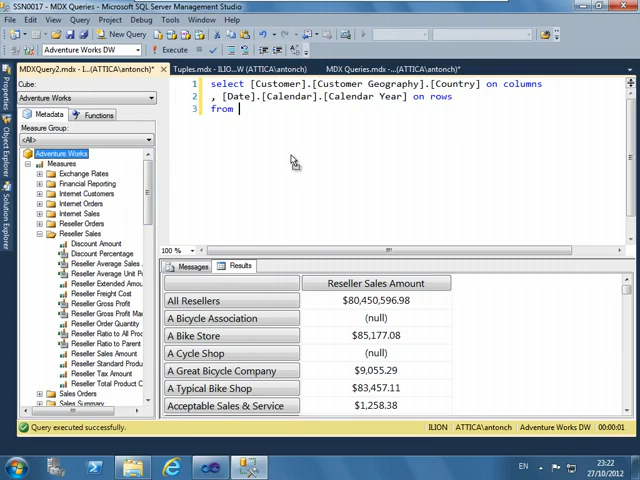 SSN0017 - MDX Queries - Microsoft SQL Server Management Studio
File Edit View Query Project Debug Tools Window Help
New Query
Adventure Works DW Execute
MDXQuery2.mdx - I...(ATTICA\antonch)* Tuples.mdx - ILIO...W (ATTICA\antonch) MDX Queries.mdx...(ATTICA\antonch)*
Properties
Object Explorer
Solution Explorer
Cube:
Adventure Works
Metadata Functions
Measure Group:
<All>
Adventure Works
Measures
Exchange Rates
Financial Reporting
Internet Customers
Internet Orders
Internet Sales
Reseller Orders
Reseller Sales
Discount Amount
Discount Percentage
Reseller Average Sales
Reseller Average Unit P
Reseller Extended Amou
Reseller Freight Cost
Reseller Gross Profit
Reseller Gross Profit Ma
Reseller Order Quantity
Reseller Ratio to All Proc
Reseller Ratio to Parent
Reseller Sales Amount
Reseller Standard Produ
Reseller Tax Amount
Reseller Total Product C
Sales Orders
Sales Summary
1 select [Customer].[Customer Geography].[Country] on columns
2 , [Date].[Calendar].[Calendar Year] on rows
3 from
100 %
Messages Results
Reseller Sales Amount
All Resellers $80,450,596.98
A Bicycle Association (null)
A Bike Store $85,177.08
A Cycle Shop (null)
A Great Bicycle Company $9,055.29
A Typical Bike Shop $83,457.11
Acceptable Sales & Service $1,258.38
Query executed successfully. ILION ATTICA\antonch Adventure Works DW 00:00:01
EN 23:22
27/10/2012